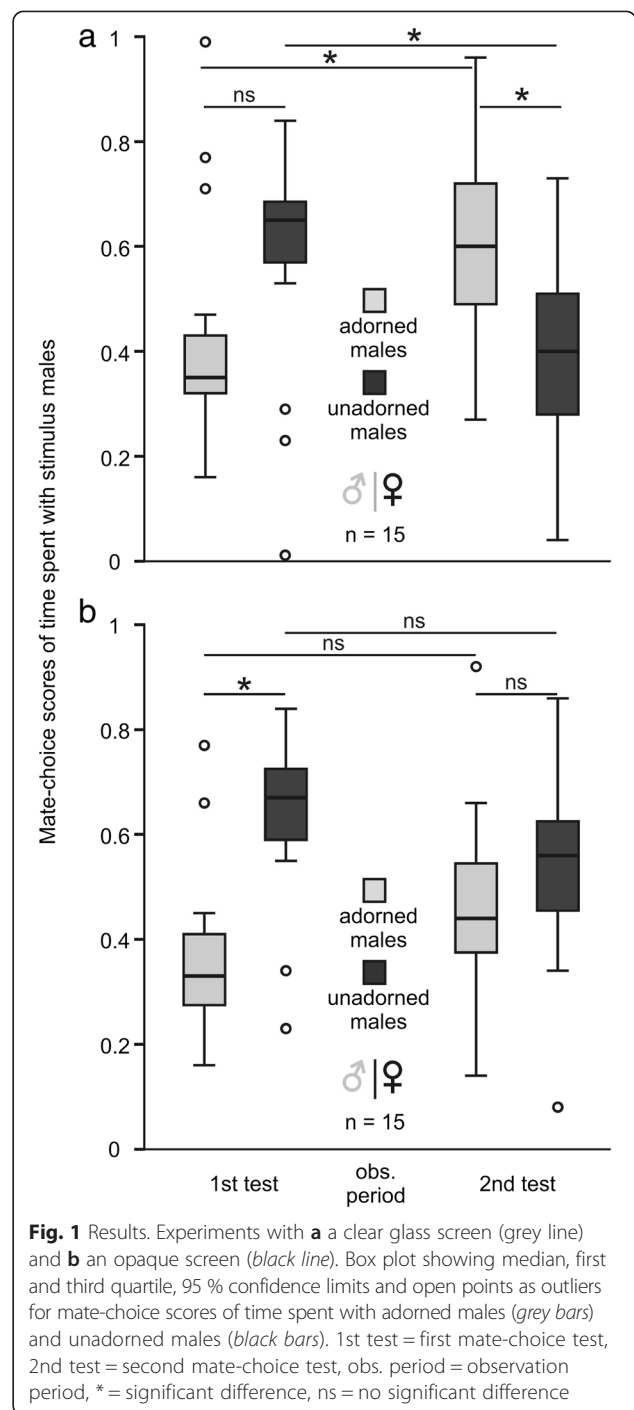 a
1
0.8
0.6
0.4
0.2
0
ns
*
*
*
adorned
males
unadorned
males
♂|♀
n = 15
Mate-choice scores of time spent with stimulus males
b
1
0.8
0.6
0.4
0.2
0
*
ns
ns
ns
adorned
males
unadorned
males
♂|♀
n = 15
1st test
obs.
period
2nd test
Fig. 1 Results. Experiments with a a clear glass screen (grey line)
and b an opaque screen (black line). Box plot showing median, first
and third quartile, 95 % confidence limits and open points as outliers
for mate-choice scores of time spent with adorned males (grey bars)
and unadorned males (black bars). 1st test = first mate-choice test,
2nd test = second mate-choice test, obs. period = observation
period, * = significant difference, ns = no significant difference